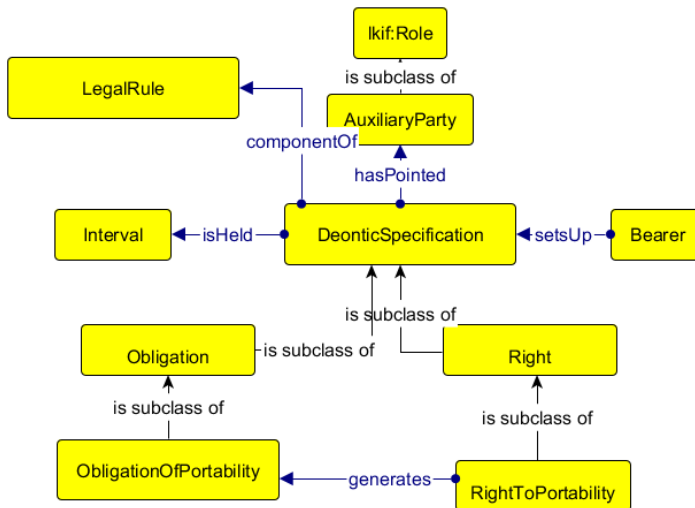 lkif:Role
is subclass of
LegalRule
AuxiliaryParty
componentOf
hasPointed
Interval
isHeld
DeonticSpecification
setsUp
Bearer
is subclass of
is subclass of
Obligation
Right
is subclass of
is subclass of
ObligationOfPortability
generates
RightToPortability